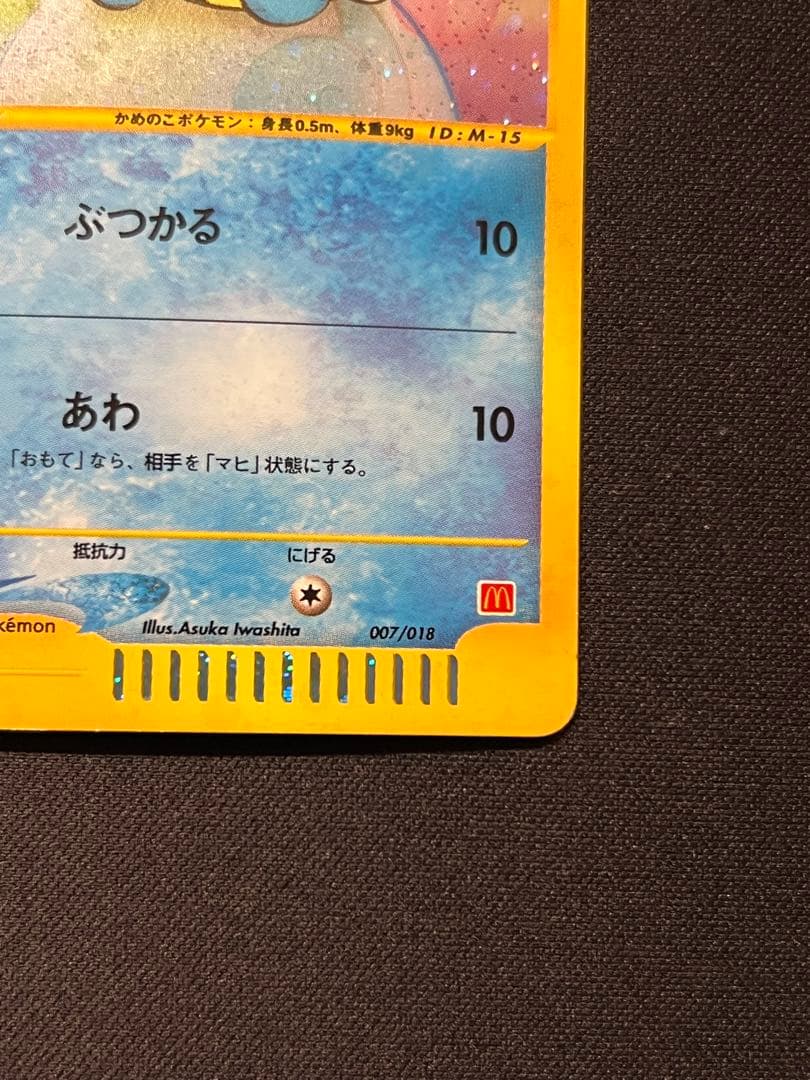 かめのこポケモン：身長0.5m、体重9kg ID:M-15
ぶつかる 10
あわ 10
「おもて」なら、相手を「マヒ」状態にする。
抵抗力 にげる
kémon Illus.Asuka Iwashita 007/018